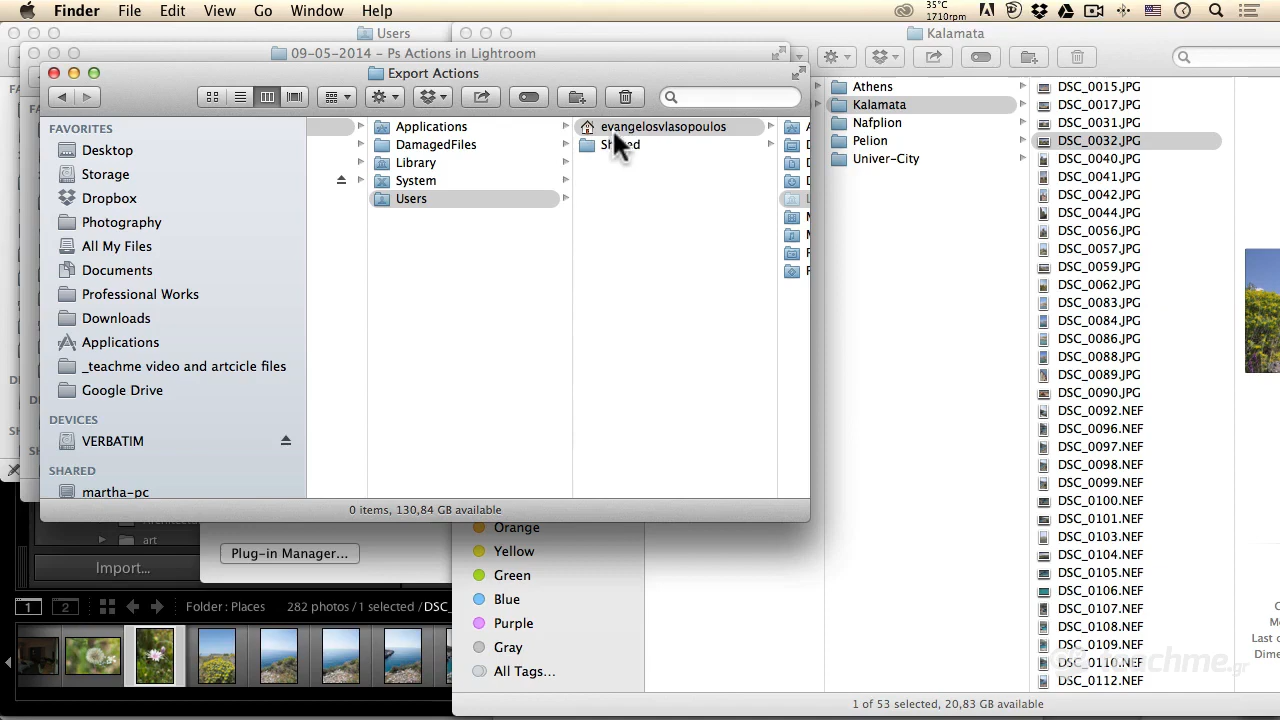 Finder File Edit View Go Window Help
35°C
1710rpm
Users
Kalamata
09-05-2014 – Ps Actions in Lightroom
Export Actions
FAVORITES
Desktop
Storage
Dropbox
Photography
All My Files
Documents
Professional Works
Downloads
Applications
_teachme video and artcicle files
Google Drive
DEVICES
VERBATIM
SHARED
martha-pc
Applications
DamagedFiles
Library
System
Users
evangelosvlasopoulos
0 items, 130,84 GB available
Athens
Kalamata
Nafplion
Pelion
Univer-City
DSC_0015.JPG
DSC_0017.JPG
DSC_0031.JPG
DSC_0032.JPG
DSC_0040.JPG
DSC_0041.JPG
DSC_0042.JPG
DSC_0044.JPG
DSC_0056.JPG
DSC_0057.JPG
DSC_0059.JPG
DSC_0062.JPG
DSC_0083.JPG
DSC_0084.JPG
DSC_0086.JPG
DSC_0088.JPG
DSC_0089.JPG
DSC_0090.JPG
DSC_0092.NEF
DSC_0096.NEF
DSC_0097.NEF
DSC_0098.NEF
DSC_0099.NEF
DSC_0100.NEF
DSC_0101.NEF
DSC_0103.NEF
DSC_0104.NEF
DSC_0105.NEF
DSC_0106.NEF
DSC_0107.NEF
DSC_0108.NEF
DSC_0109.NEF
DSC_0110.NEF
DSC_0112.NEF
Orange
Yellow
Green
Blue
Purple
Gray
All Tags...
1 of 53 selected, 20,83 GB available
art
Import...
Plug-in Manager...
1 2 Folder : Places 282 photos / 1 selected / DSC_
teachme.gr